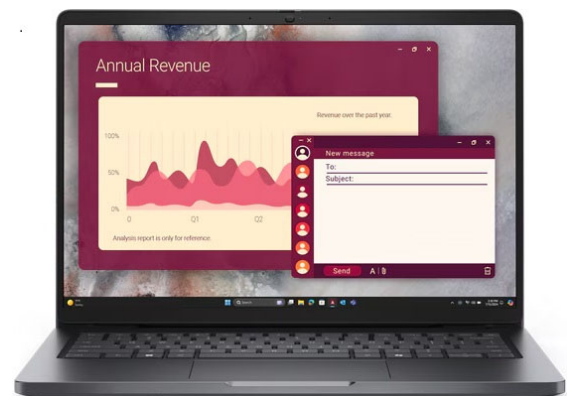 Annual Revenue
Revenue over the past year.
100%
50%
0%
0
Q1
Q2
Analysis report is only for reference.
New message
To:
Subject:
Send
A